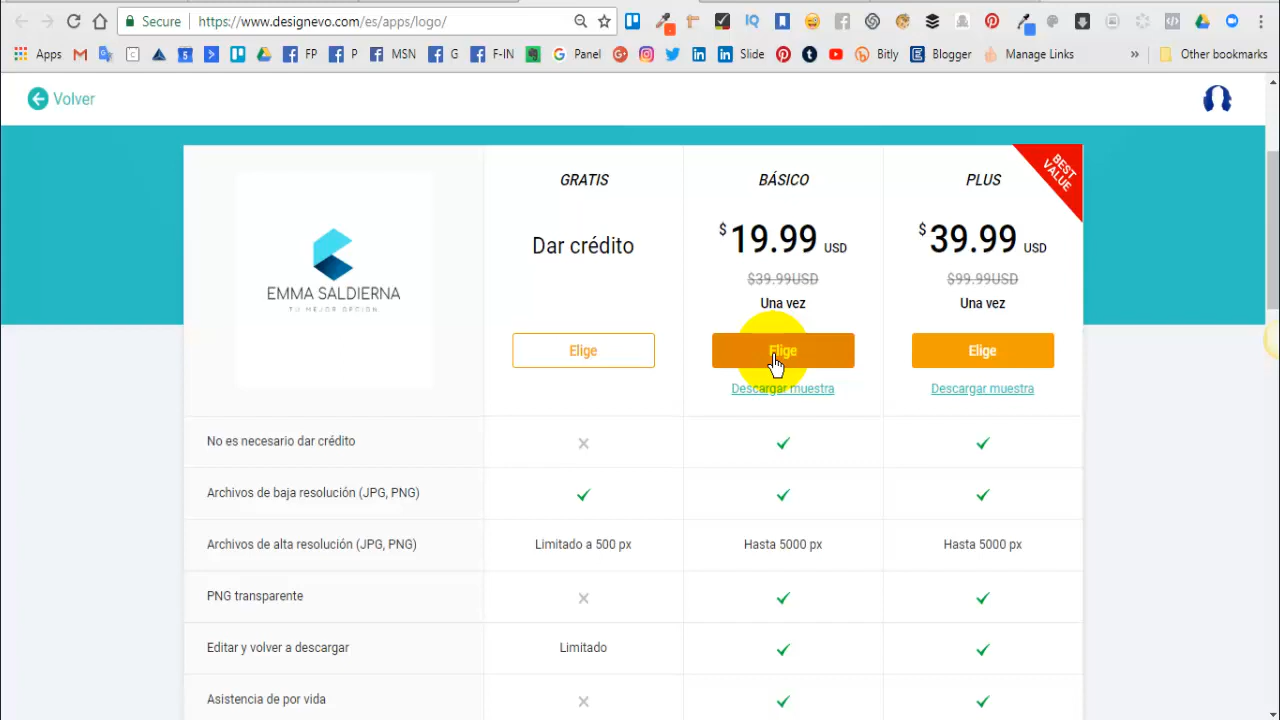 Secure
https://www.designevo.com/es/apps/logo/
Apps
FP
P
MSN
G
F-IN
Panel
Slide
Bitly
Blogger
Manage Links
»
Other bookmarks
Volver
BEST
VALUE
GRATIS
BÁSICO
PLUS
Dar crédito
$ 19.99 USD
$ 39.99 USD
$39.99USD
$99.99USD
Una vez
Una vez
EMMA SALDIERNA
TU MEJOR OPCION
Elige
Elige
Elige
Descargar muestra
Descargar muestra
No es necesario dar crédito
Archivos de baja resolución (JPG, PNG)
Archivos de alta resolución (JPG, PNG)
Limitado a 500 px
Hasta 5000 px
Hasta 5000 px
PNG transparente
Editar y volver a descargar
Limitado
Asistencia de por vida